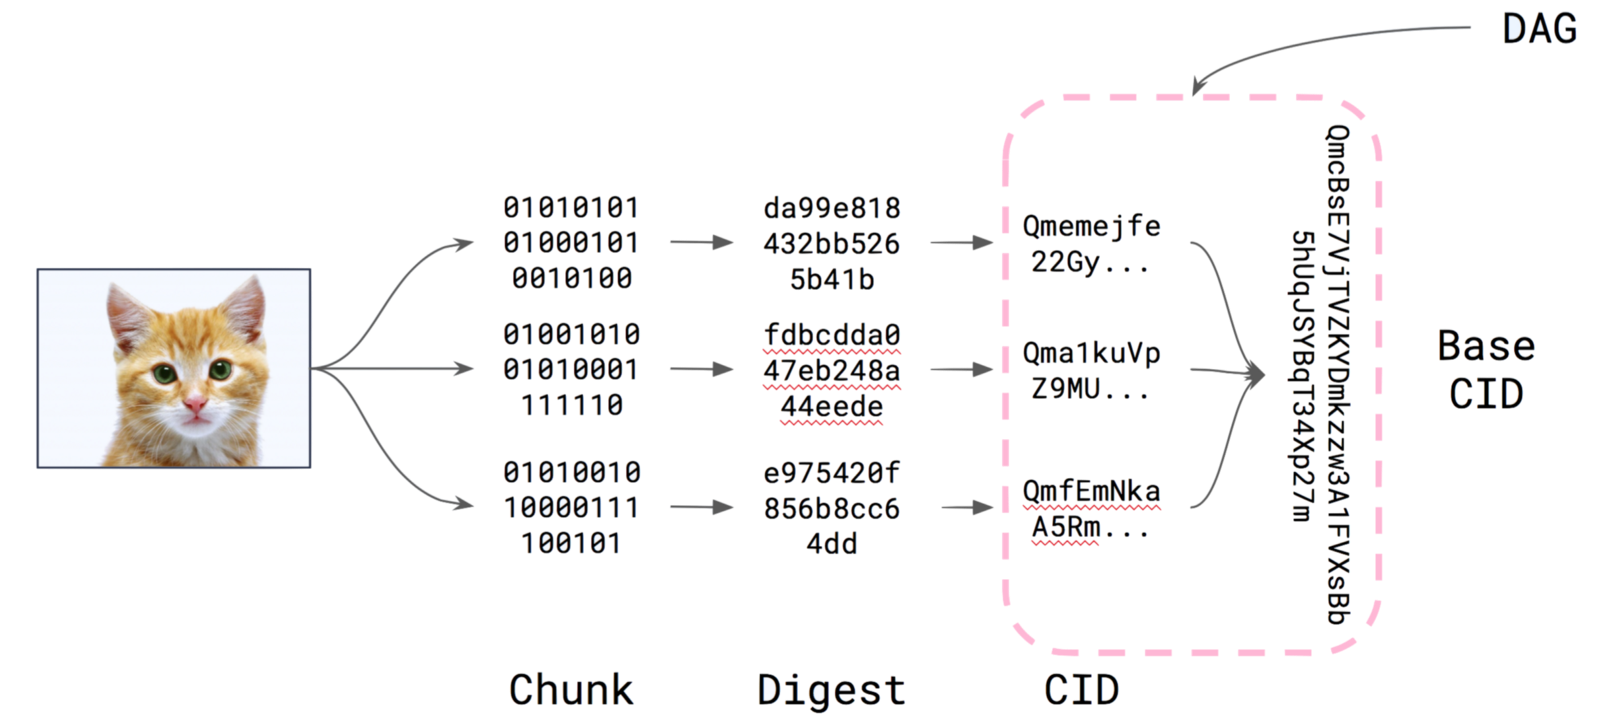 DAG
01010101
01000101
0010100
da99e818
432bb526
5b41b
Qmemejfe
22Gy...
01001010
01010001
111110
fdbcdda0
47eb248a
44eede
Qma1kuVp
Z9MU...
01010010
10000111
100101
e975420f
856b8cc6
4dd
QmfEmNka
A5Rm...
QmcBsE7VjTVZKYDmkzzw3A1FVXsBb
5hUqJSYBqT34Xp27m
Base
CID
Chunk
Digest
CID